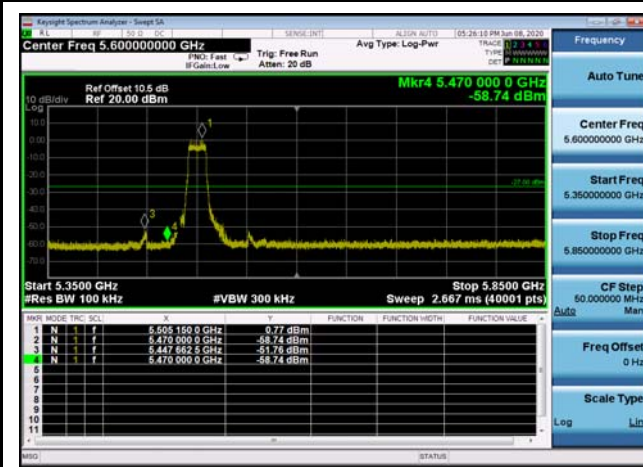 Keysight Spectrum Analyzer - Swept SA
RL RF 50 Ω DC SENSE:INT ALIGN AUTO 05:26:10 PM Jun 08, 2020
Center Freq 5.600000000 GHz
PNO: Fast
IFGain:Low
Trig: Free Run
Atten: 20 dB
Avg Type: Log-Pwr
TRACE 1 2 3 4 5 6
TYPE
DET P N N N N N
Ref Offset 10.5 dB
Ref 20.00 dBm
Mkr4 5.470 000 0 GHz
-58.74 dBm
10 dB/div
Log
10.0
0.00
-10.0
-20.0
-30.0
-40.0
-50.0
-60.0
-70.0
1
3
4
-27.00 dBm
Start 5.3500 GHz
Stop 5.8500 GHz
#Res BW 100 kHz
#VBW 300 kHz
Sweep 2.667 ms (40001 pts)
MKR MODE TRC SCL X Y FUNCTION FUNCTION WIDTH FUNCTION VALUE
1 N 1 f 5.505 150 0 GHz 0.77 dBm
2 N 1 f 5.470 000 0 GHz -58.74 dBm
3 N 1 f 5.447 662 5 GHz -51.76 dBm
4 N 1 f 5.470 000 0 GHz -58.74 dBm
5
6
7
8
9
10
11
MSG
STATUS
Frequency
Auto Tune
Center Freq
5.600000000 GHz
Start Freq
5.350000000 GHz
Stop Freq
5.850000000 GHz
CF Step
50.000000 MHz
Auto Man
Freq Offset
0 Hz
Scale Type
Log Lin